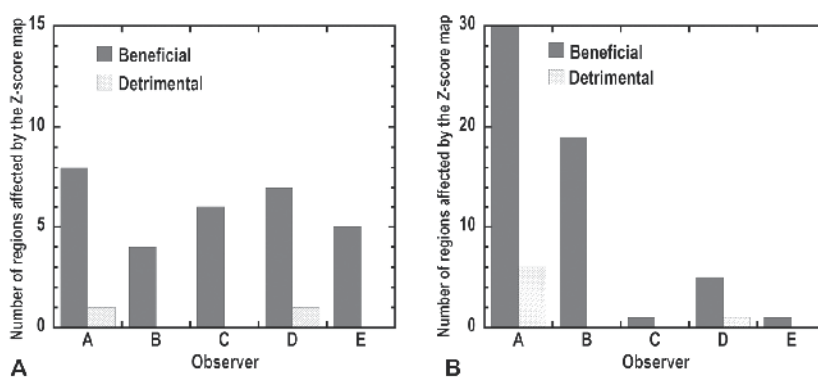 Number of regions affected by the Z-score map
15
10
5
0
Beneficial
Detrimental
A B C D E
Observer
A
Number of regions affected by the Z-score map
30
20
10
0
Beneficial
Detrimental
A B C D E
Observer
B